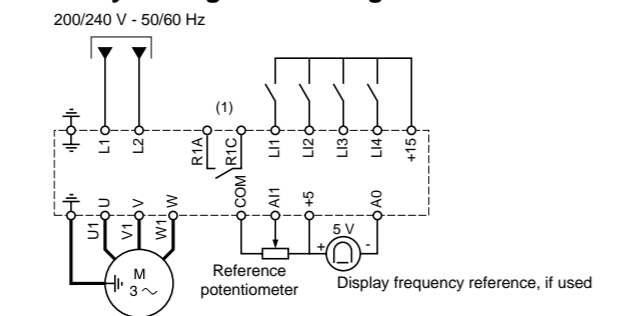 200/240 V - 50/60 Hz
(1)
L1
L2
R1A
R1C
LI1
LI2
LI3
LI4
+15
U
V
W
COM
AI1
+5
A0
U1
V1
W1
5 V
+
-
M
3 ~
Reference
potentiometer
Display frequency reference, if used